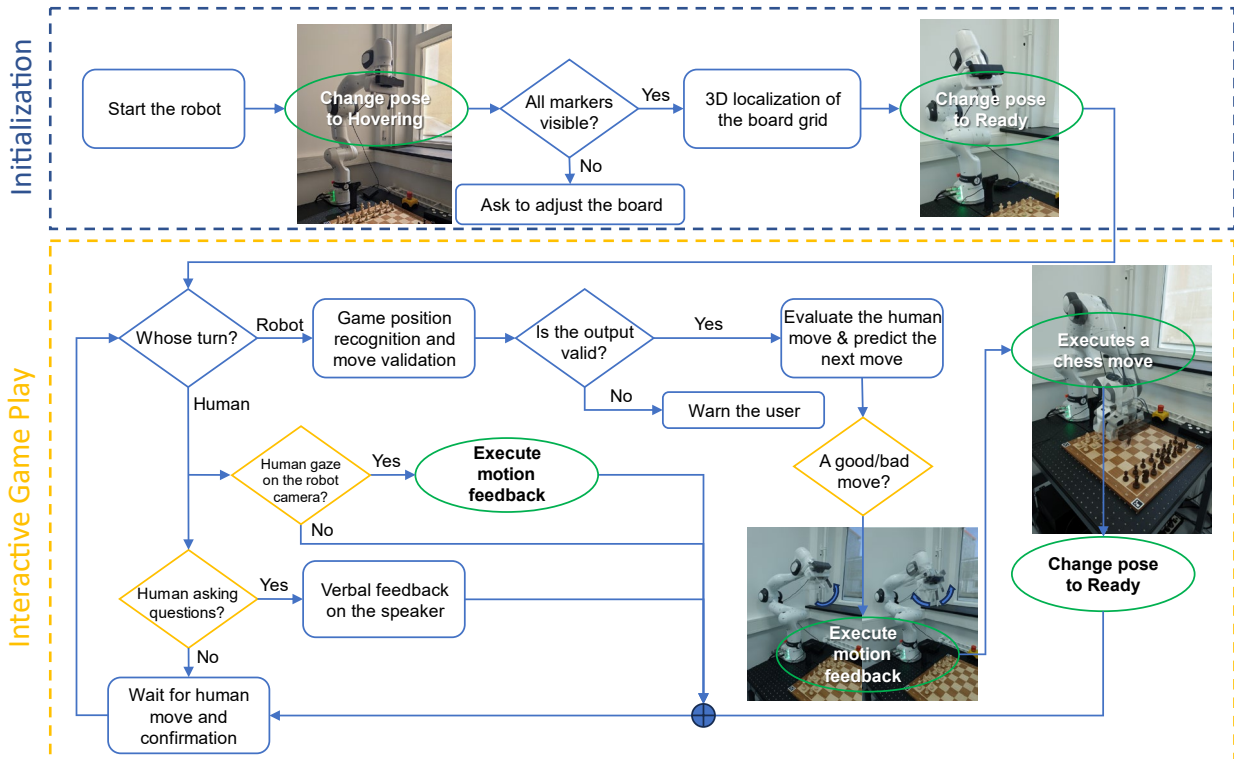 Initialization
Start the robot
Change pose
to Hovering
All markers
visible?
Yes
No
Ask to adjust the board
3D localization of
the board grid
Change pose
to Ready
Interactive Game Play
Whose turn?
Robot
Human
Game position
recognition and
move validation
Is the output
valid?
Yes
No
Warn the user
Evaluate the human
move & predict the
next move
A good/bad
move?
Execute
motion
feedback
Executes a
chess move
Change pose
to Ready
Human gaze
on the robot
camera?
Yes
No
Execute
motion
feedback
Human asking
questions?
Yes
No
Verbal feedback
on the speaker
Wait for human
move and
confirmation